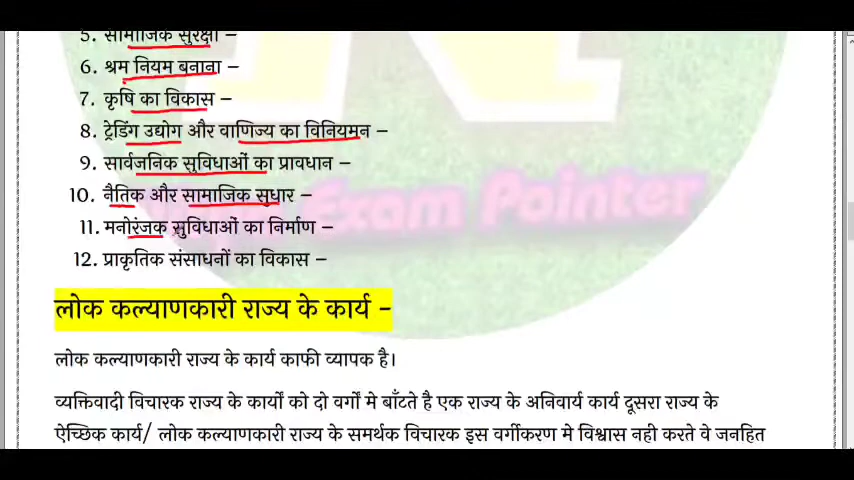 5. सामाजिक सुरक्षा –
6. श्रम नियम बनाना –
7. कृषि का विकास –
8. ट्रेडिंग उद्योग और वाणिज्य का विनियमन –
9. सार्वजनिक सुविधाओं का प्रावधान –
10. नैतिक और सामाजिक सुधार –
Exam Pointer
11. मनोरंजक सुविधाओं का निर्माण –
12. प्राकृतिक संसाधनों का विकास –
लोक कल्याणकारी राज्य के कार्य -
लोक कल्याणकारी राज्य के कार्य काफी व्यापक है।
व्यक्तिवादी विचारक राज्य के कार्यों को दो वर्गो मे बाँटते है एक राज्य के अनिवार्य कार्य दूसरा राज्य के
ऐच्छिक कार्य/ लोक कल्याणकारी राज्य के समर्थक विचारक इस वर्गीकरण मे विश्वास नही करते वे जनहित